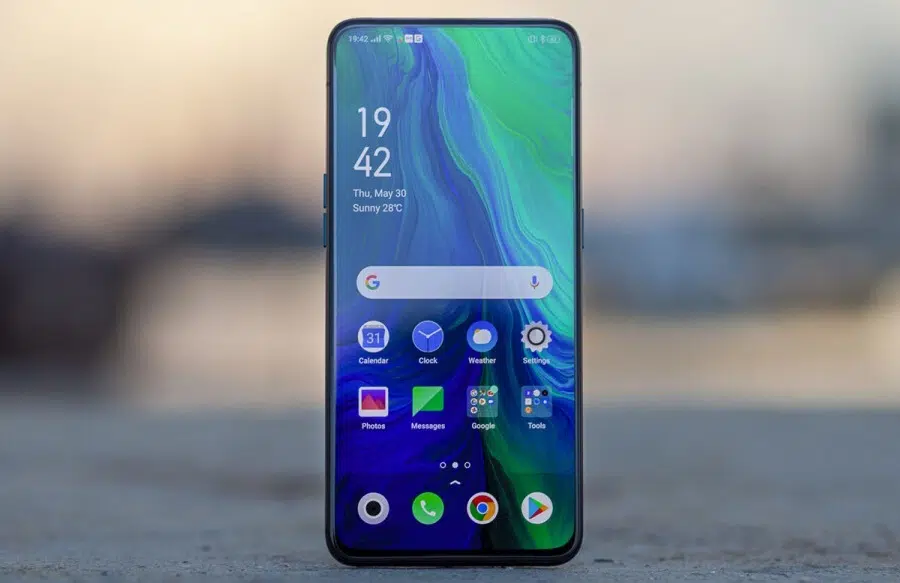 19:42
19
42
Thu, May 30
Sunny 28℃
G
31
Calendar Clock Weather Settings
Photos Messages Google Tools